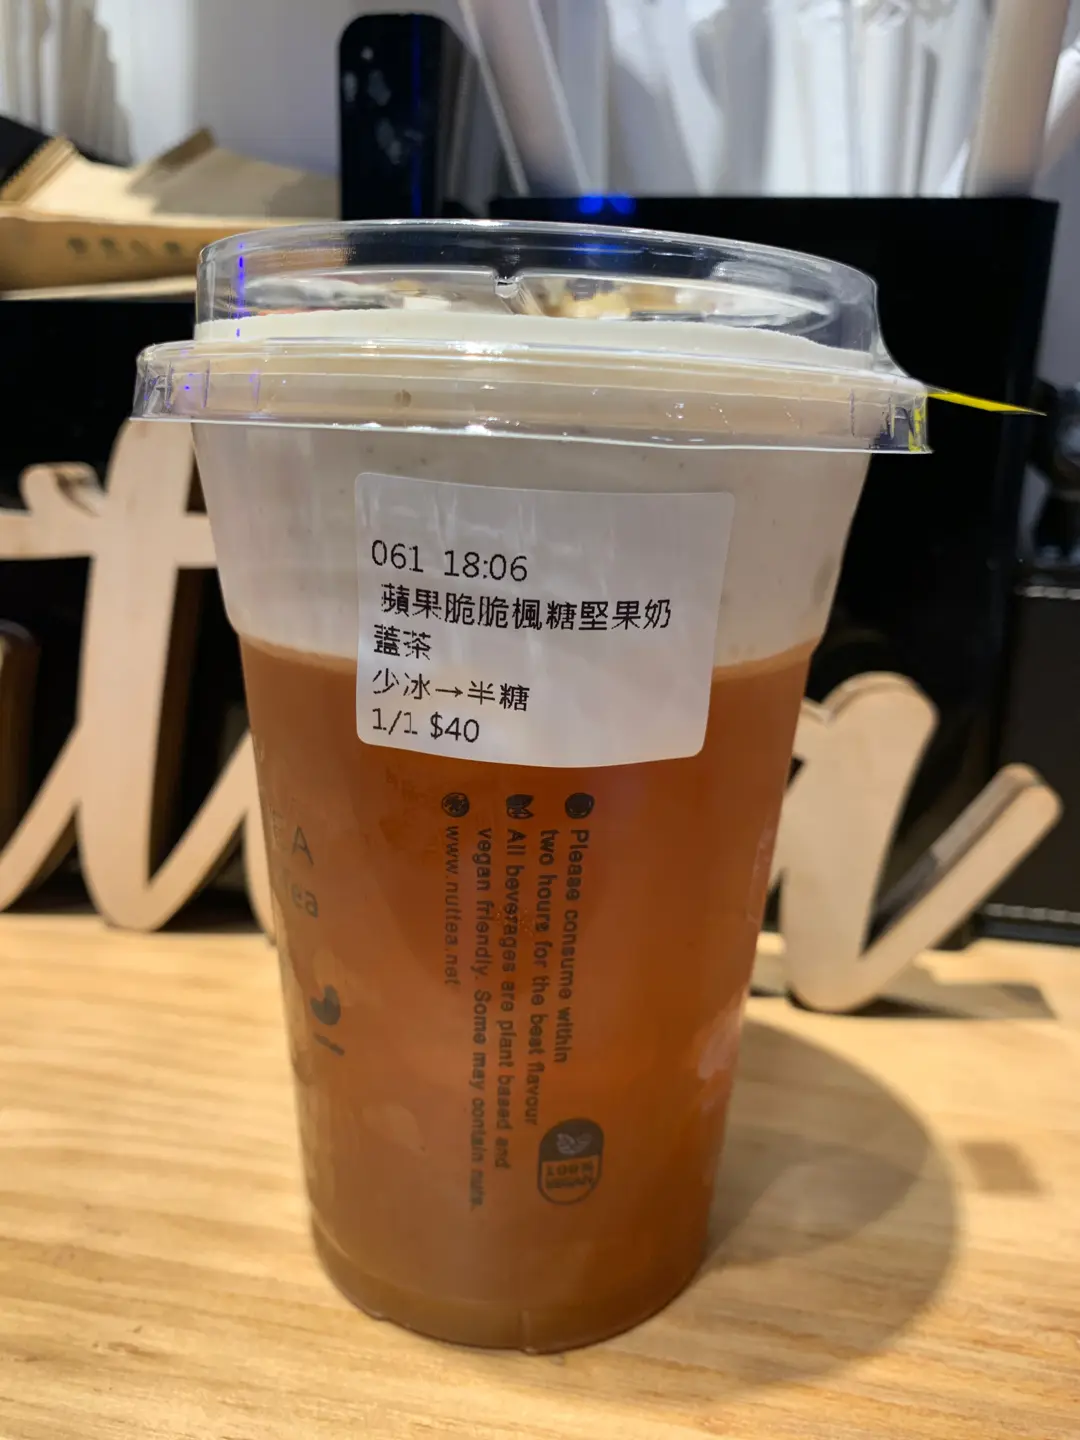 061 18:06
蘋果脆脆楓糖堅果奶
蓋茶
少冰→半糖
1/1 $40
Please consume within
two hours for the best flavour
All beverages are plant based and
vegan friendly. Some may contain nuts.
www.nuttea.net
EA
tea